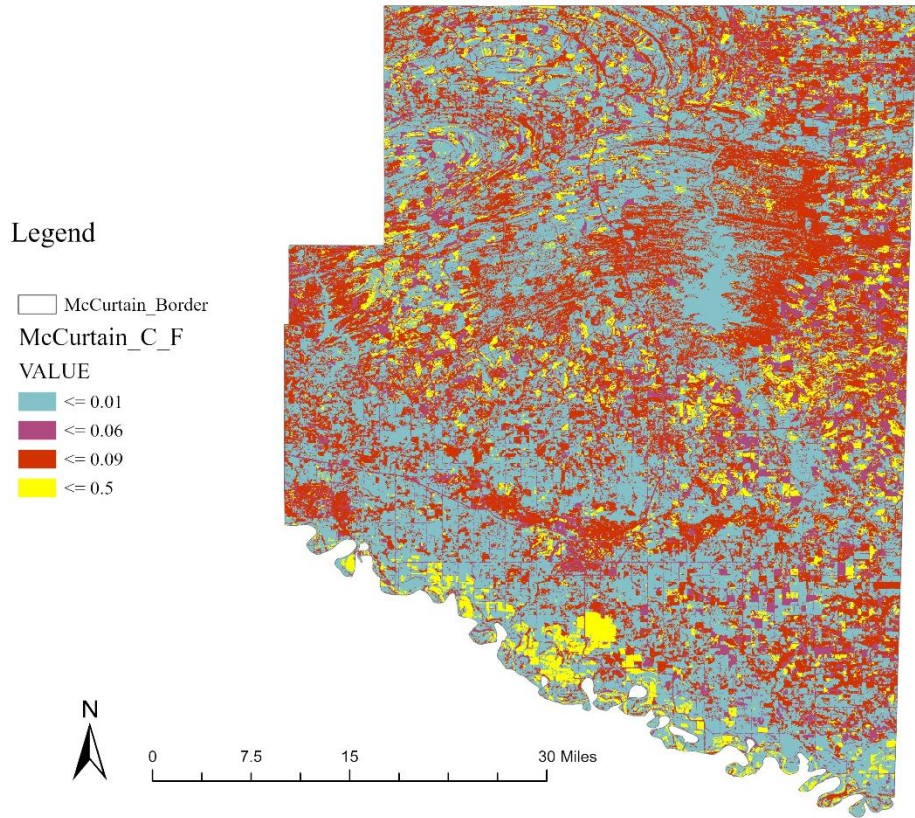 Legend
McCurtain_Border
McCurtain_C_F
VALUE
<= 0.01
<= 0.06
<= 0.09
<= 0.5
N
0 7.5 15 30 Miles